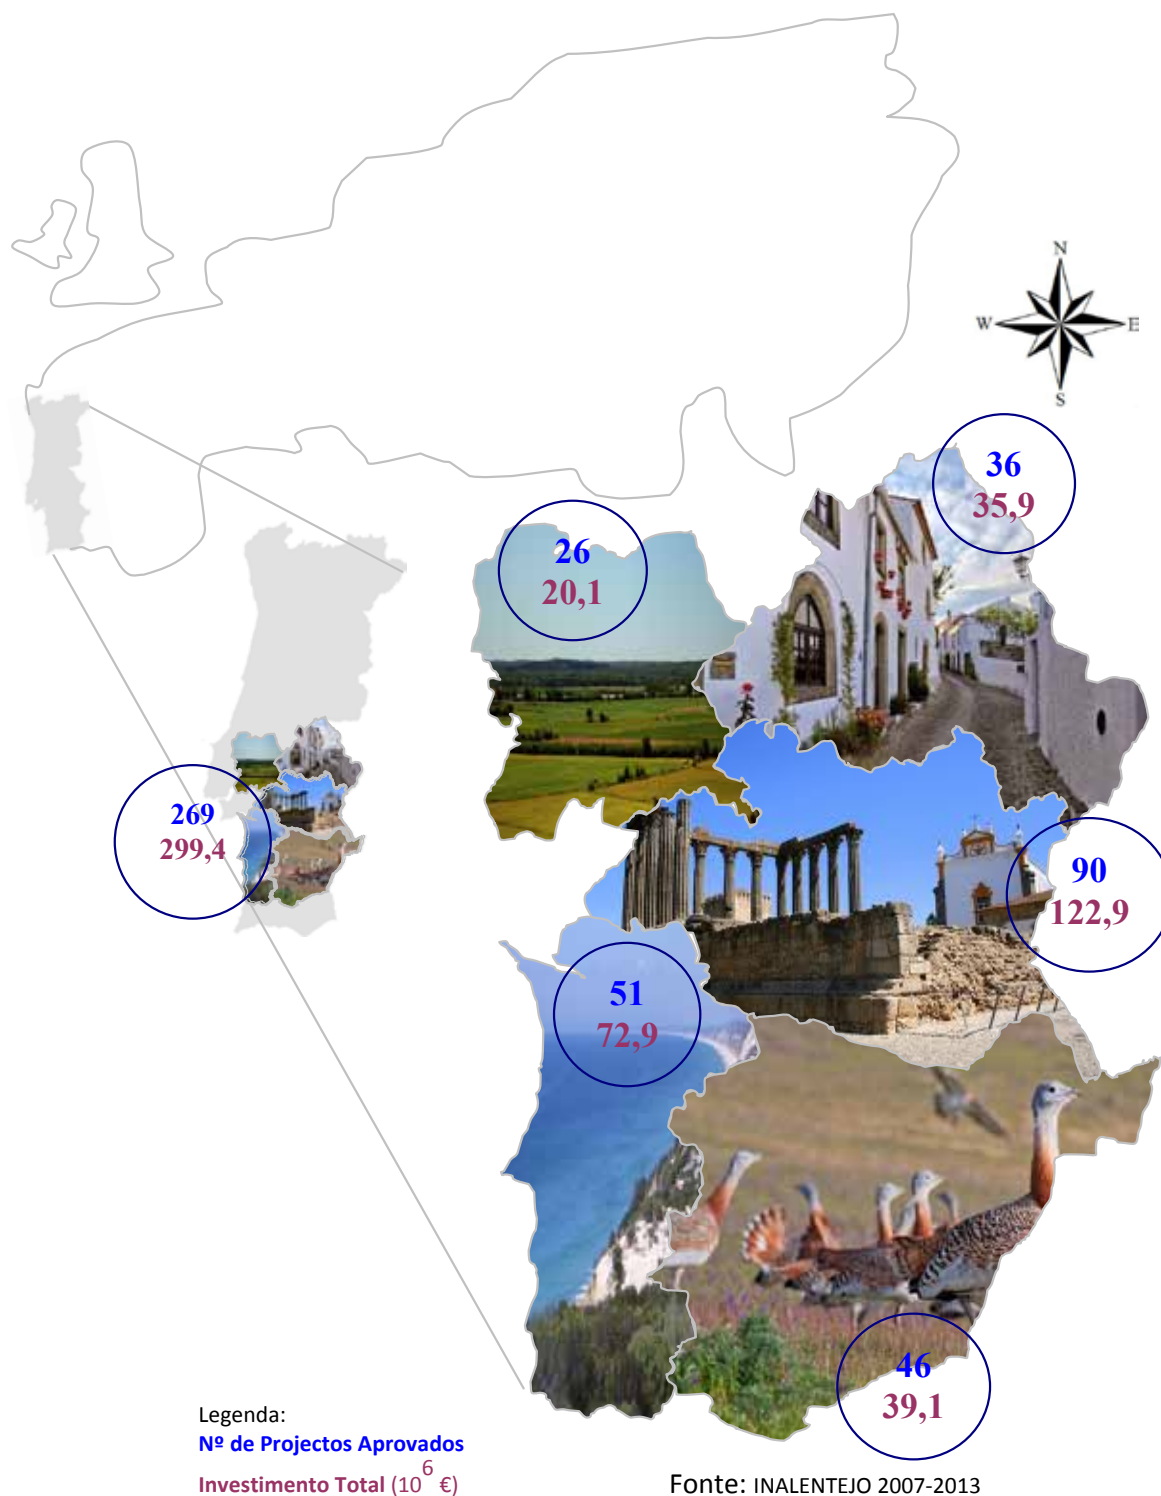 N
W E
S
36
35,9
26
20,1
269
299,4
90
122,9
51
72,9
46
39,1
Legenda:
Nº de Projectos Aprovados
Investimento Total (10⁶ €)
Fonte: INALENTEJO 2007-2013